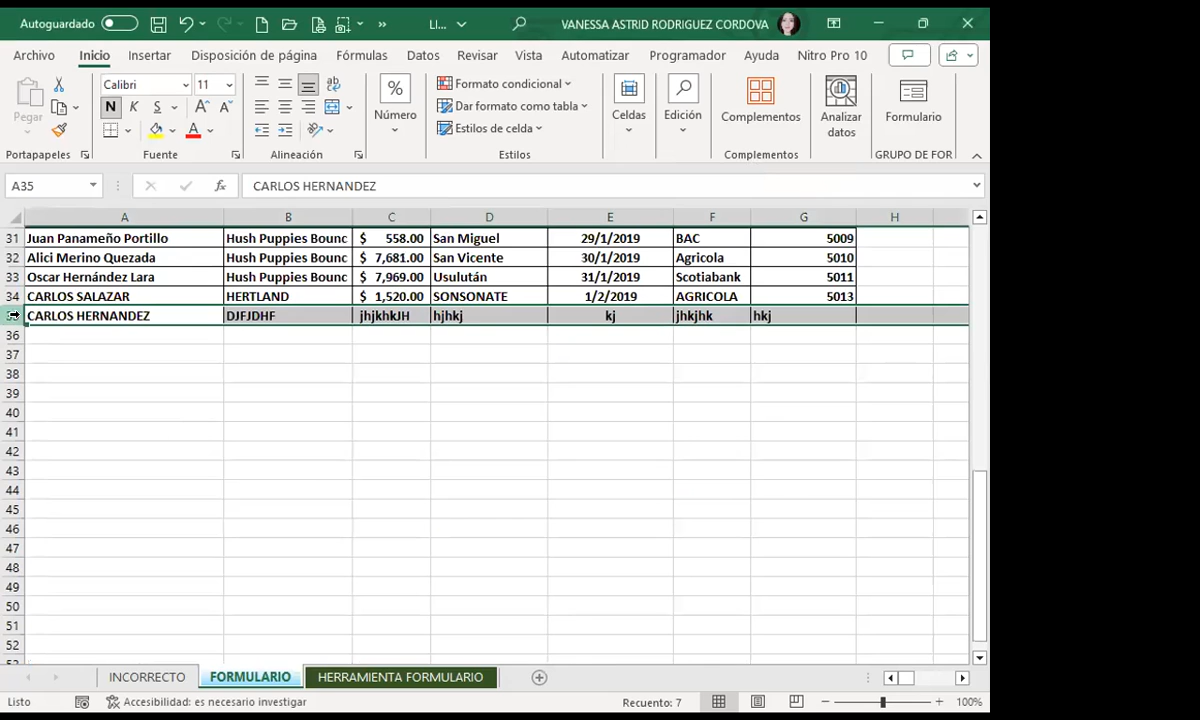 Autoguardado LI... VANESSA ASTRID RODRIGUEZ CORDOVA
Archivo Inicio Insertar Disposición de página Fórmulas Datos Revisar Vista Automatizar Programador Ayuda Nitro Pro 10
Pegar
Portapapeles
Calibri 11
N K S
Fuente
Alineación
%
Número
Formato condicional
Dar formato como tabla
Estilos de celda
Estilos
Celdas
Edición
Complementos
Complementos
Analizar
datos
Formulario
GRUPO DE FOR
A35 fx CARLOS HERNANDEZ
A B C D E F G H
31 Juan Panameño Portillo Hush Puppies Bounc $ 558.00 San Miguel 29/1/2019 BAC 5009
32 Alici Merino Quezada Hush Puppies Bounc $ 7,681.00 San Vicente 30/1/2019 Agricola 5010
33 Oscar Hernández Lara Hush Puppies Bounc $ 7,969.00 Usulután 31/1/2019 Scotiabank 5011
34 CARLOS SALAZAR HERTLAND $ 1,520.00 SONSONATE 1/2/2019 AGRICOLA 5013
CARLOS HERNANDEZ DJFJDHF jhjkhkJH hjhkj kj jhkjhk hkj
36
37
38
39
40
41
42
43
44
45
46
47
48
49
50
51
52
INCORRECTO FORMULARIO HERRAMIENTA FORMULARIO
Listo Accesibilidad: es necesario investigar Recuento: 7 100%